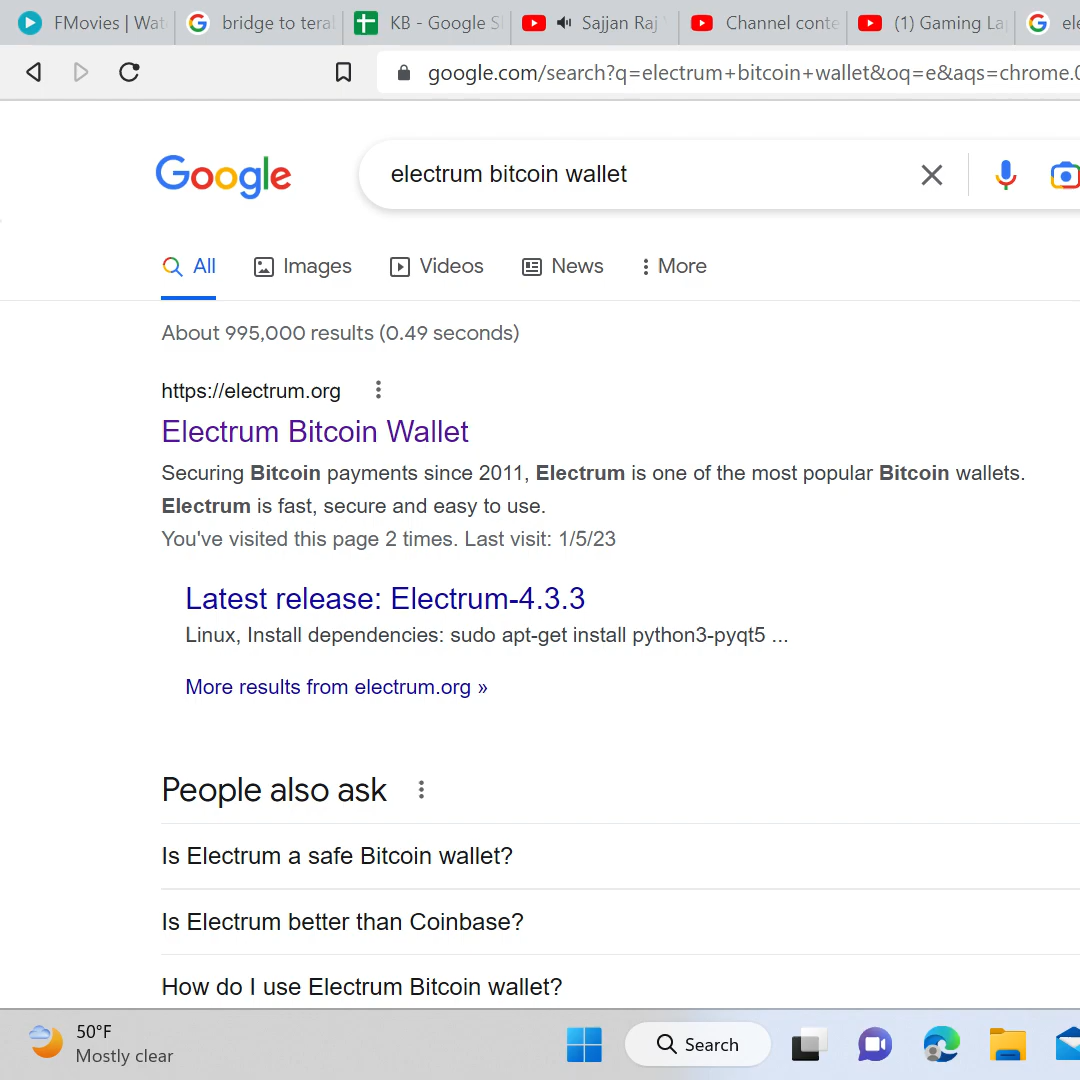 FMovies | Wat
bridge to tera
KB - Google S
Sajjan Raj
Channel conte
(1) Gaming La
ele
google.com/search?q=electrum+bitcoin+wallet&oq=e&aqs=chrome.0
Google
electrum bitcoin wallet
All
Images
Videos
News
More
About 995,000 results (0.49 seconds)
https://electrum.org
Electrum Bitcoin Wallet
Securing Bitcoin payments since 2011, Electrum is one of the most popular Bitcoin wallets.
Electrum is fast, secure and easy to use.
You've visited this page 2 times. Last visit: 1/5/23
Latest release: Electrum-4.3.3
Linux, Install dependencies: sudo apt-get install python3-pyqt5 ...
More results from electrum.org »
People also ask
Is Electrum a safe Bitcoin wallet?
Is Electrum better than Coinbase?
How do I use Electrum Bitcoin wallet?
50°F
Mostly clear
Search